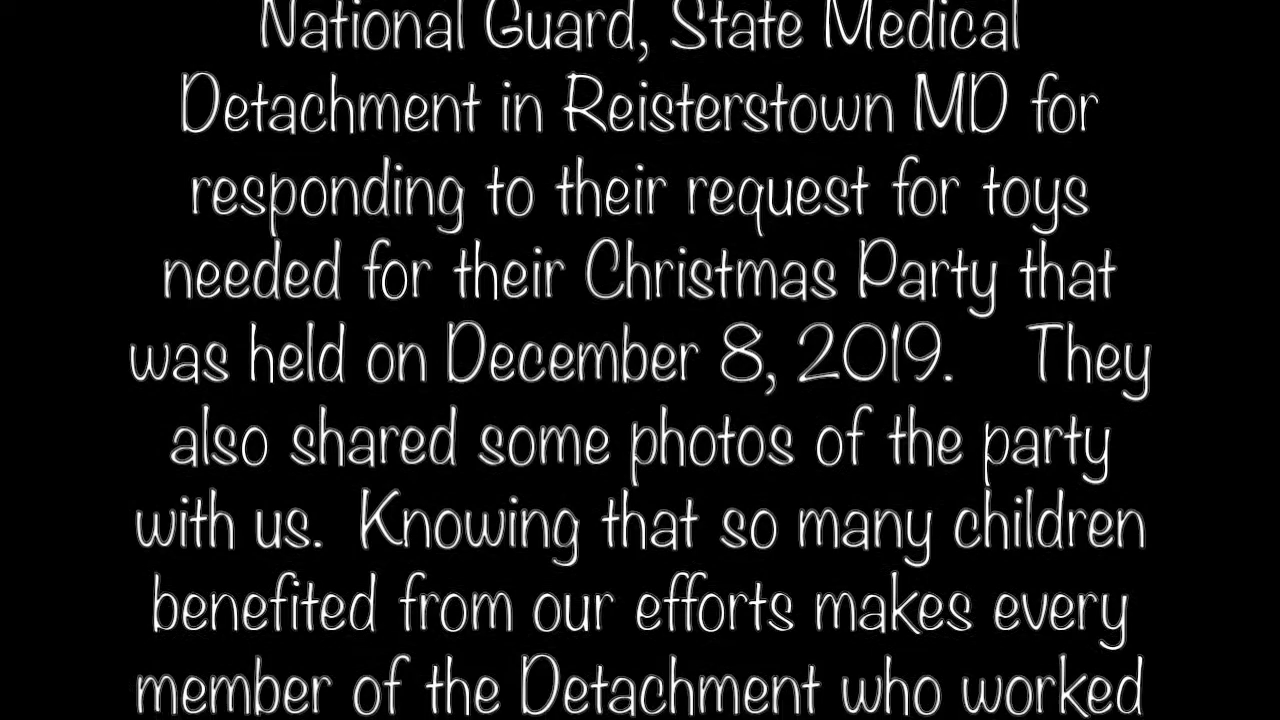 National Guard, State Medical
Detachment in Reisterstown MD for
responding to their request for toys
needed for their Christmas Party that
was held on December 8, 2019. They
also shared some photos of the party
with us. Knowing that so many children
benefited from our efforts makes every
member of the Detachment who worked